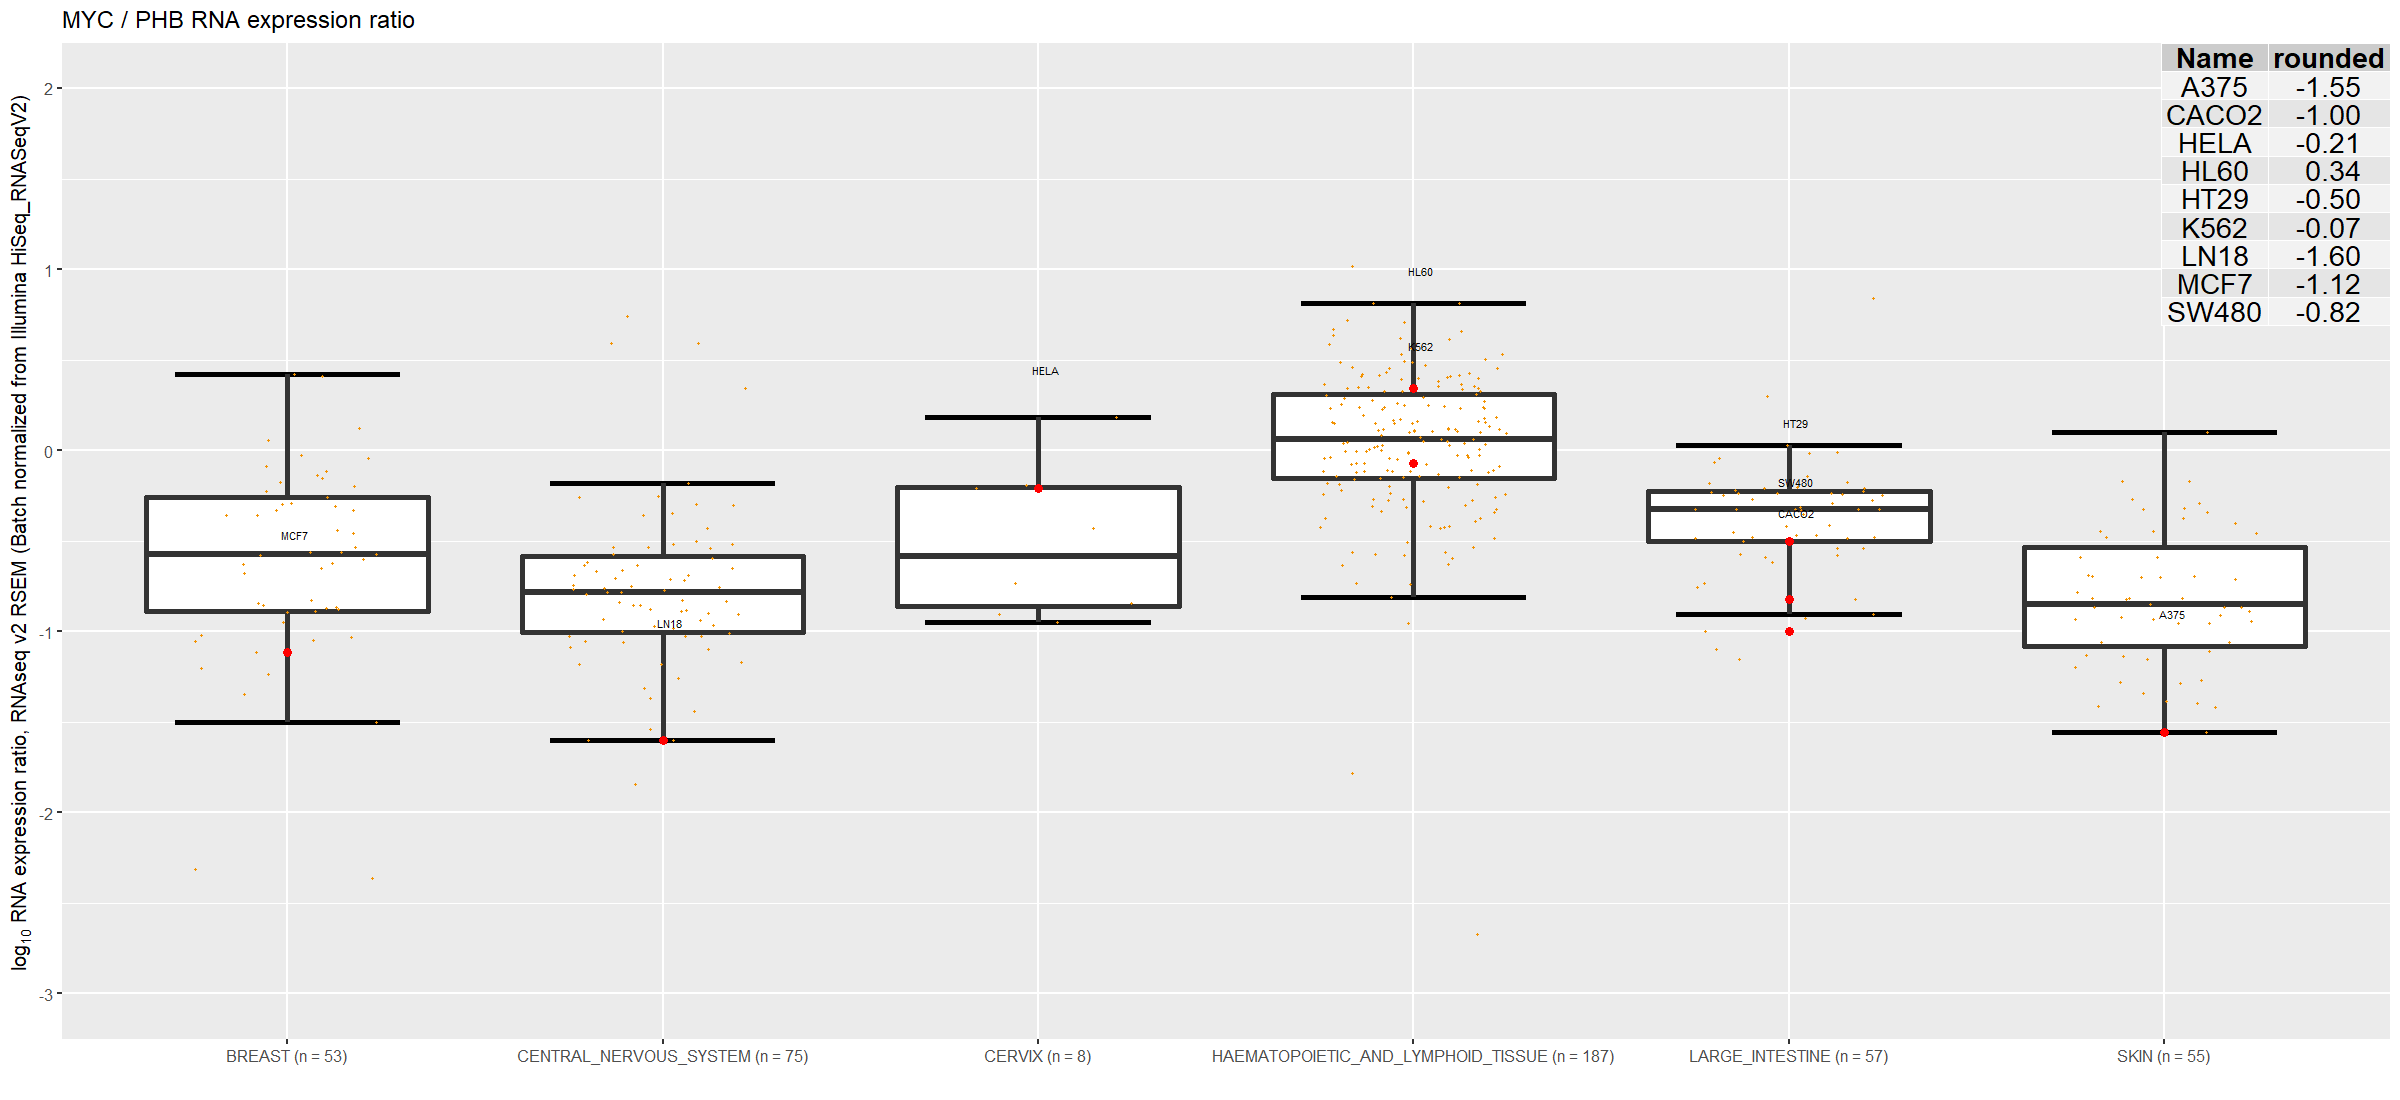 MYC / PHB RNA expression ratio
log10 RNA expression ratio, RNAseq v2 RSEM (Batch normalized from Illumina HiSeq_RNASeqV2)
Name rounded
A375 -1.55
CACO2 -1.00
HELA -0.21
HL60 0.34
HT29 -0.50
K562 -0.07
LN18 -1.60
MCF7 -1.12
SW480 -0.82
2
1
0
-1
-2
-3
HL60
K562
HELA
HT29
SW480
CACO2
MCF7
LN18
A375
BREAST (n = 53)
CENTRAL_NERVOUS_SYSTEM (n = 75)
CERVIX (n = 8)
HAEMATOPOIETIC_AND_LYMPHOID_TISSUE (n = 187)
LARGE_INTESTINE (n = 57)
SKIN (n = 55)